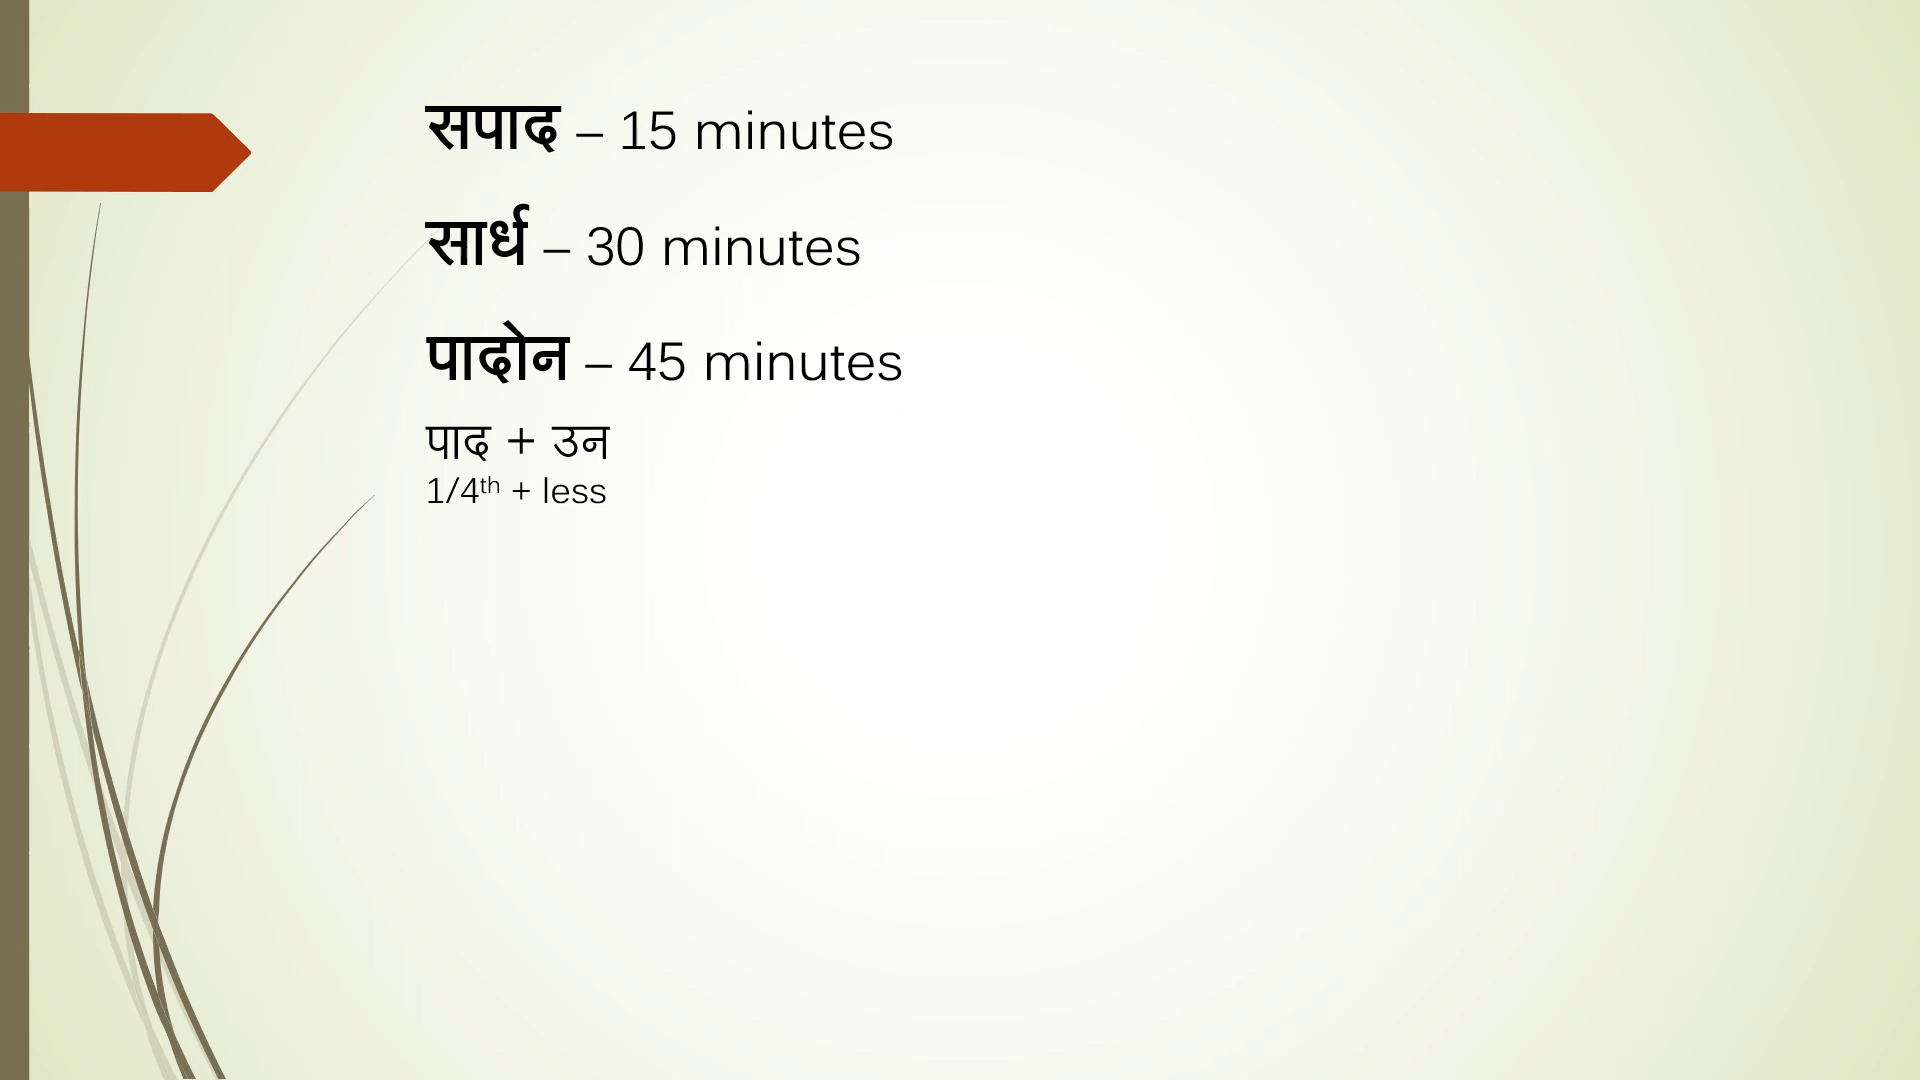 सपाद – 15 minutes
सार्ध – 30 minutes
पादोन – 45 minutes
पाद + उन
1/4th + less